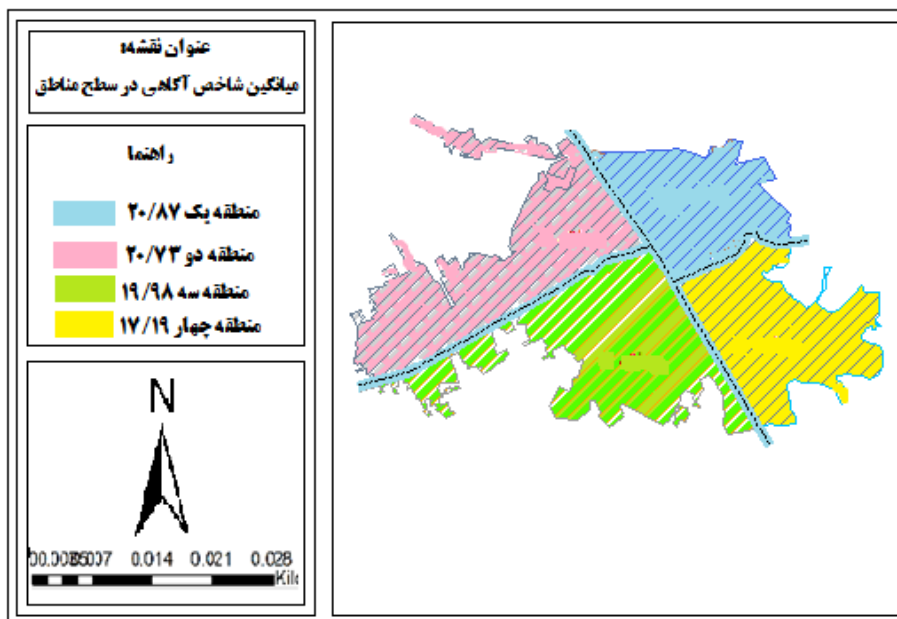 عنوان نقشه:
میانگین شاخص آگاهی در سطح مناطق
راهنما
منطقه یک ۲۰/۸۷
منطقه دو ۲۰/۷۳
منطقه سه ۱۹/۹۸
منطقه چهار ۱۷/۱۹
N
0.014 0.021 0.028